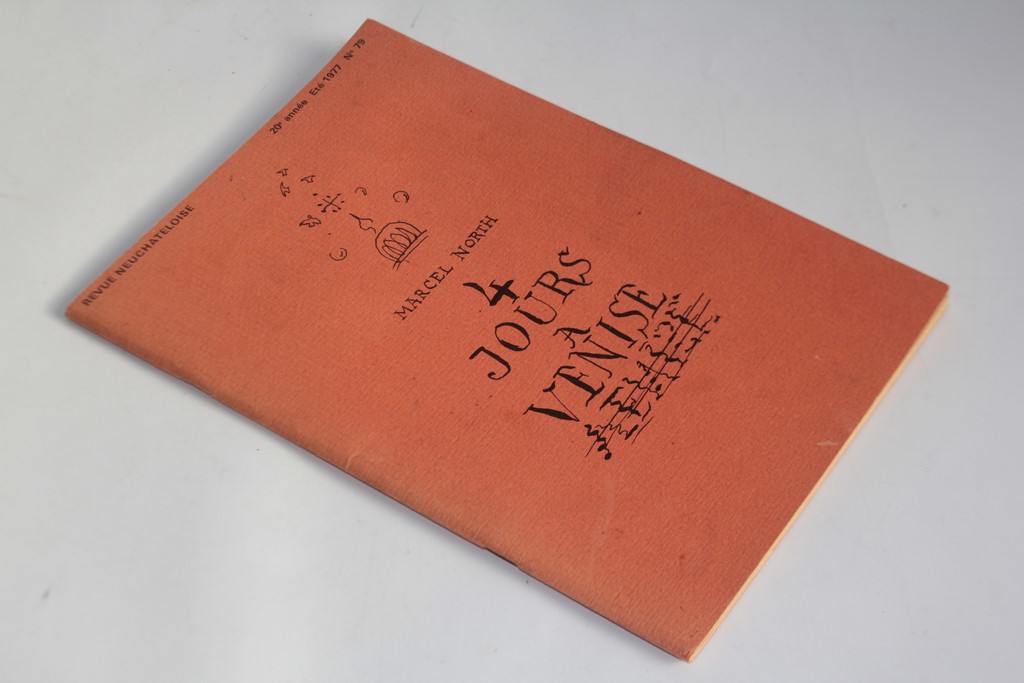 REVUE NEUCHATELOISE
20e année Eté 1977 No 79
MARCEL NORTH
4
JOURS
A
VENISE